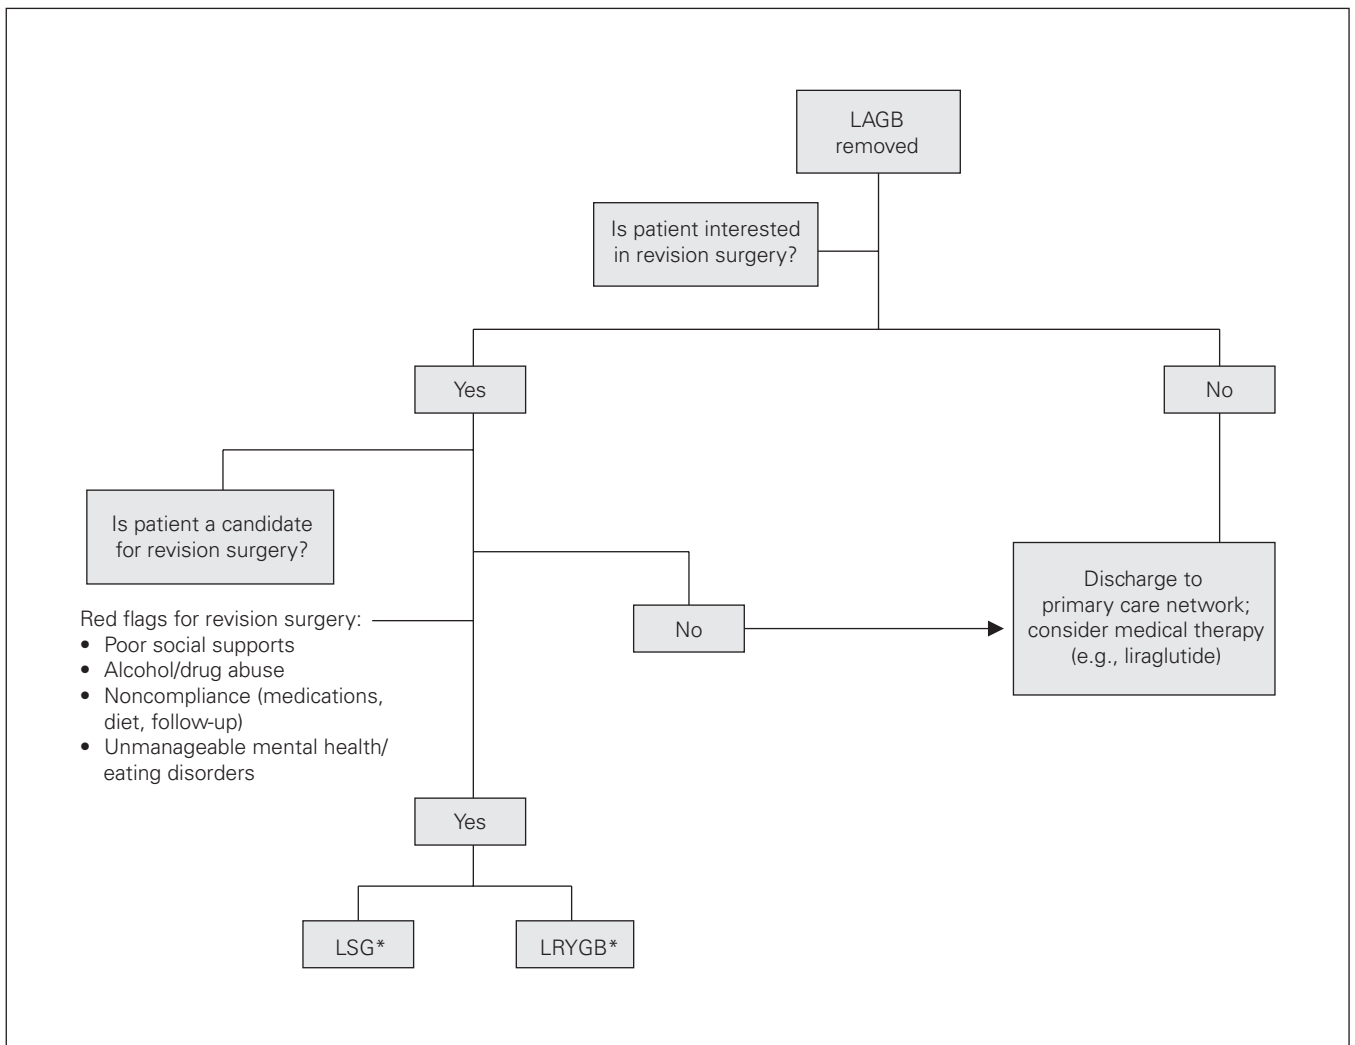 LAGB
removed
Is patient interested
in revision surgery?
Yes
No
Is patient a candidate
for revision surgery?
Discharge to
primary care network;
consider medical therapy
(e.g., liraglutide)
Red flags for revision surgery:
• Poor social supports
• Alcohol/drug abuse
• Noncompliance (medications,
diet, follow-up)
• Unmanageable mental health/
eating disorders
No
Yes
LSG*
LRYGB*